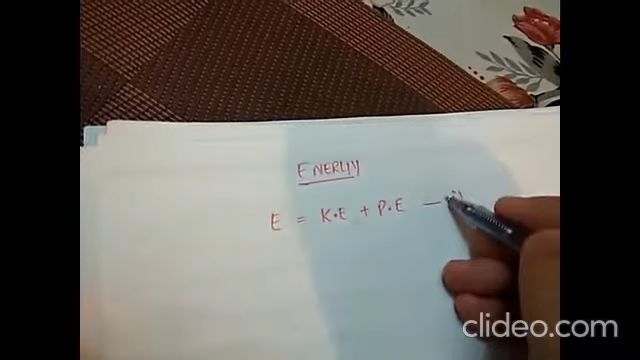 ENERGY
E = K.E + P.E —
clideo.com